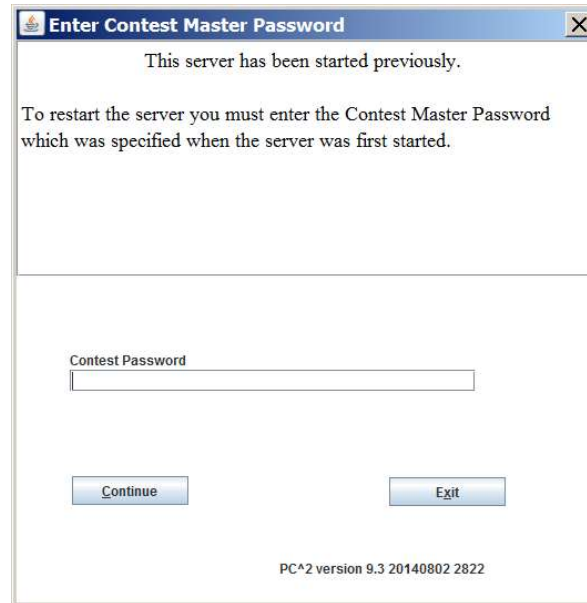 Enter Contest Master Password
This server has been started previously.
To restart the server you must enter the Contest Master Password
which was specified when the server was first started.
Contest Password
Continue
Exit
PC^2 version 9.3 20140802 2822